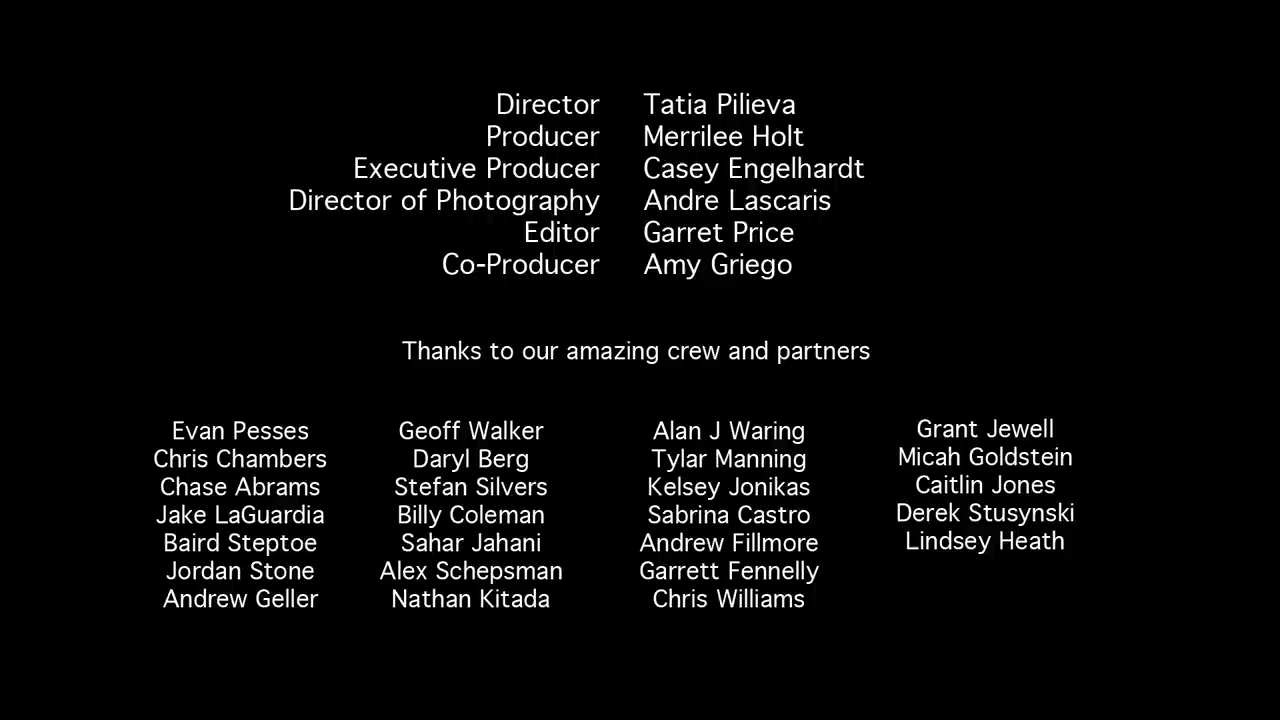 Director Tatia Pilieva
Producer Merrilee Holt
Executive Producer Casey Engelhardt
Director of Photography Andre Lascaris
Editor Garret Price
Co-Producer Amy Griego
Thanks to our amazing crew and partners
Evan Pesses
Chris Chambers
Chase Abrams
Jake LaGuardia
Baird Steptoe
Jordan Stone
Andrew Geller
Geoff Walker
Daryl Berg
Stefan Silvers
Billy Coleman
Sahar Jahani
Alex Schepsman
Nathan Kitada
Alan J Waring
Tylar Manning
Kelsey Jonikas
Sabrina Castro
Andrew Fillmore
Garrett Fennelly
Chris Williams
Grant Jewell
Micah Goldstein
Caitlin Jones
Derek Stusynski
Lindsey Heath